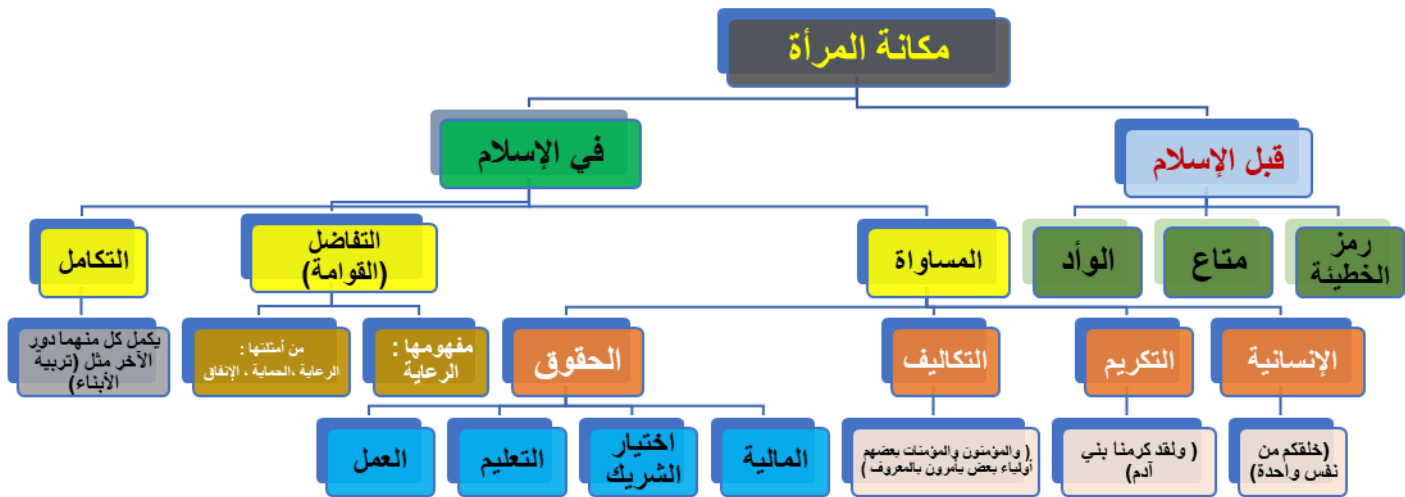 مكانة المرأة
قبل الإسلام
في الإسلام
رمز
الخطيئة
متاع
الوأد
المساواة
التفاضل
(القوامة)
التكامل
الإنسانية
التكريم
التكاليف
الحقوق
مفهومها :
الرعاية
من أمثلتها :
الرعاية ،الحماية ، الإنفاق
يكمل كل منهما دور
الآخر مثل (تربية
الأبناء)
(خلقكم من
نفس واحدة)
( ولقد كرمنا بني
آدم)
( والمؤمنون والمؤمنات بعضهم
أولياء بعض يأمرون بالمعروف )
المالية
اختيار
الشريك
التعليم
العمل